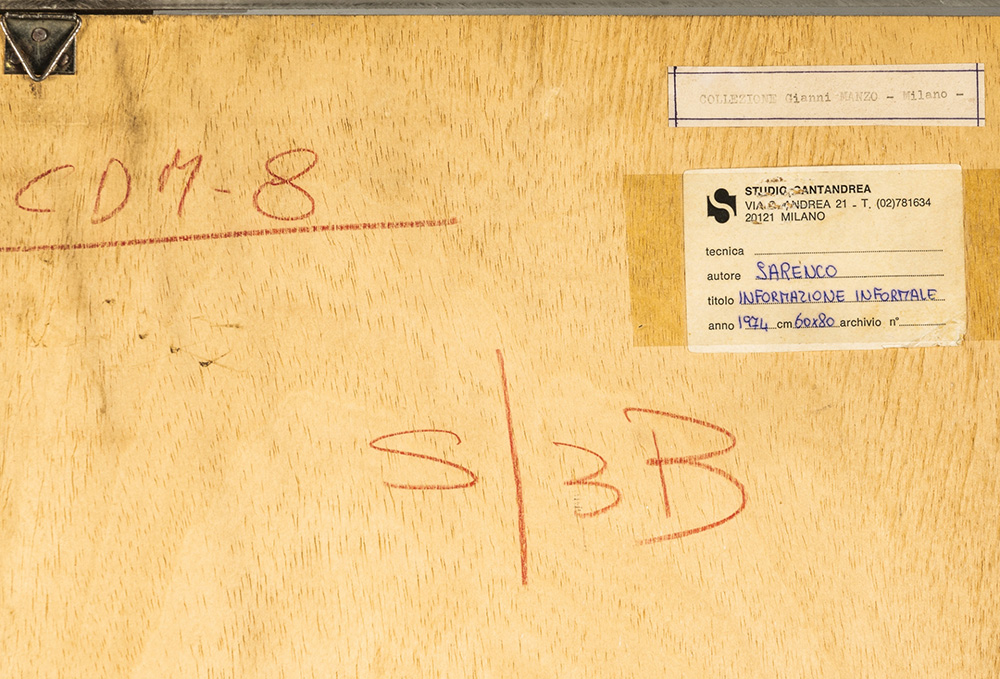 COLLEZIONE Gianni MANZO - Milano -
CDM-8
STUDIO SANTANDREA
VIA S. ANDREA 21 - T. (02)781634
20121 MILANO
tecnica
autore SARENCO
titolo INFORMAZIONE INFORMALE
anno 1974 cm 60x80 archivio n°
S/3B